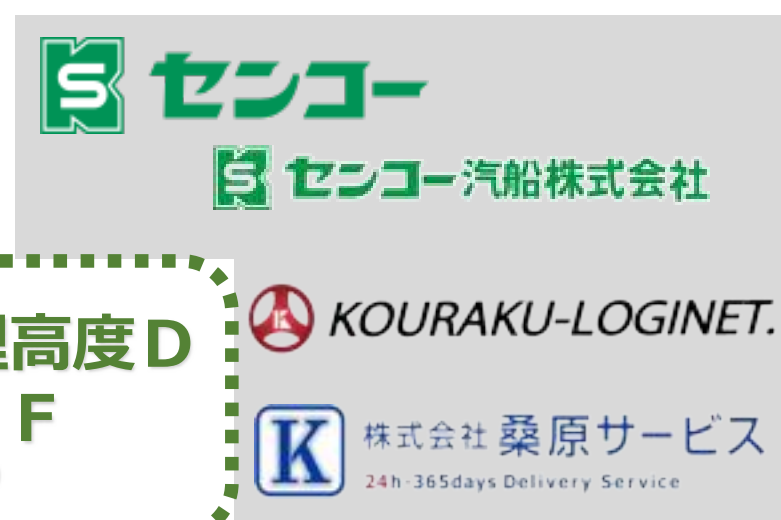 S センコー
S センコー汽船株式会社
K KOURAKU-LOGINET.
理高度D
F
K 株式会社 桑原サービス
24h-365days Delivery Service